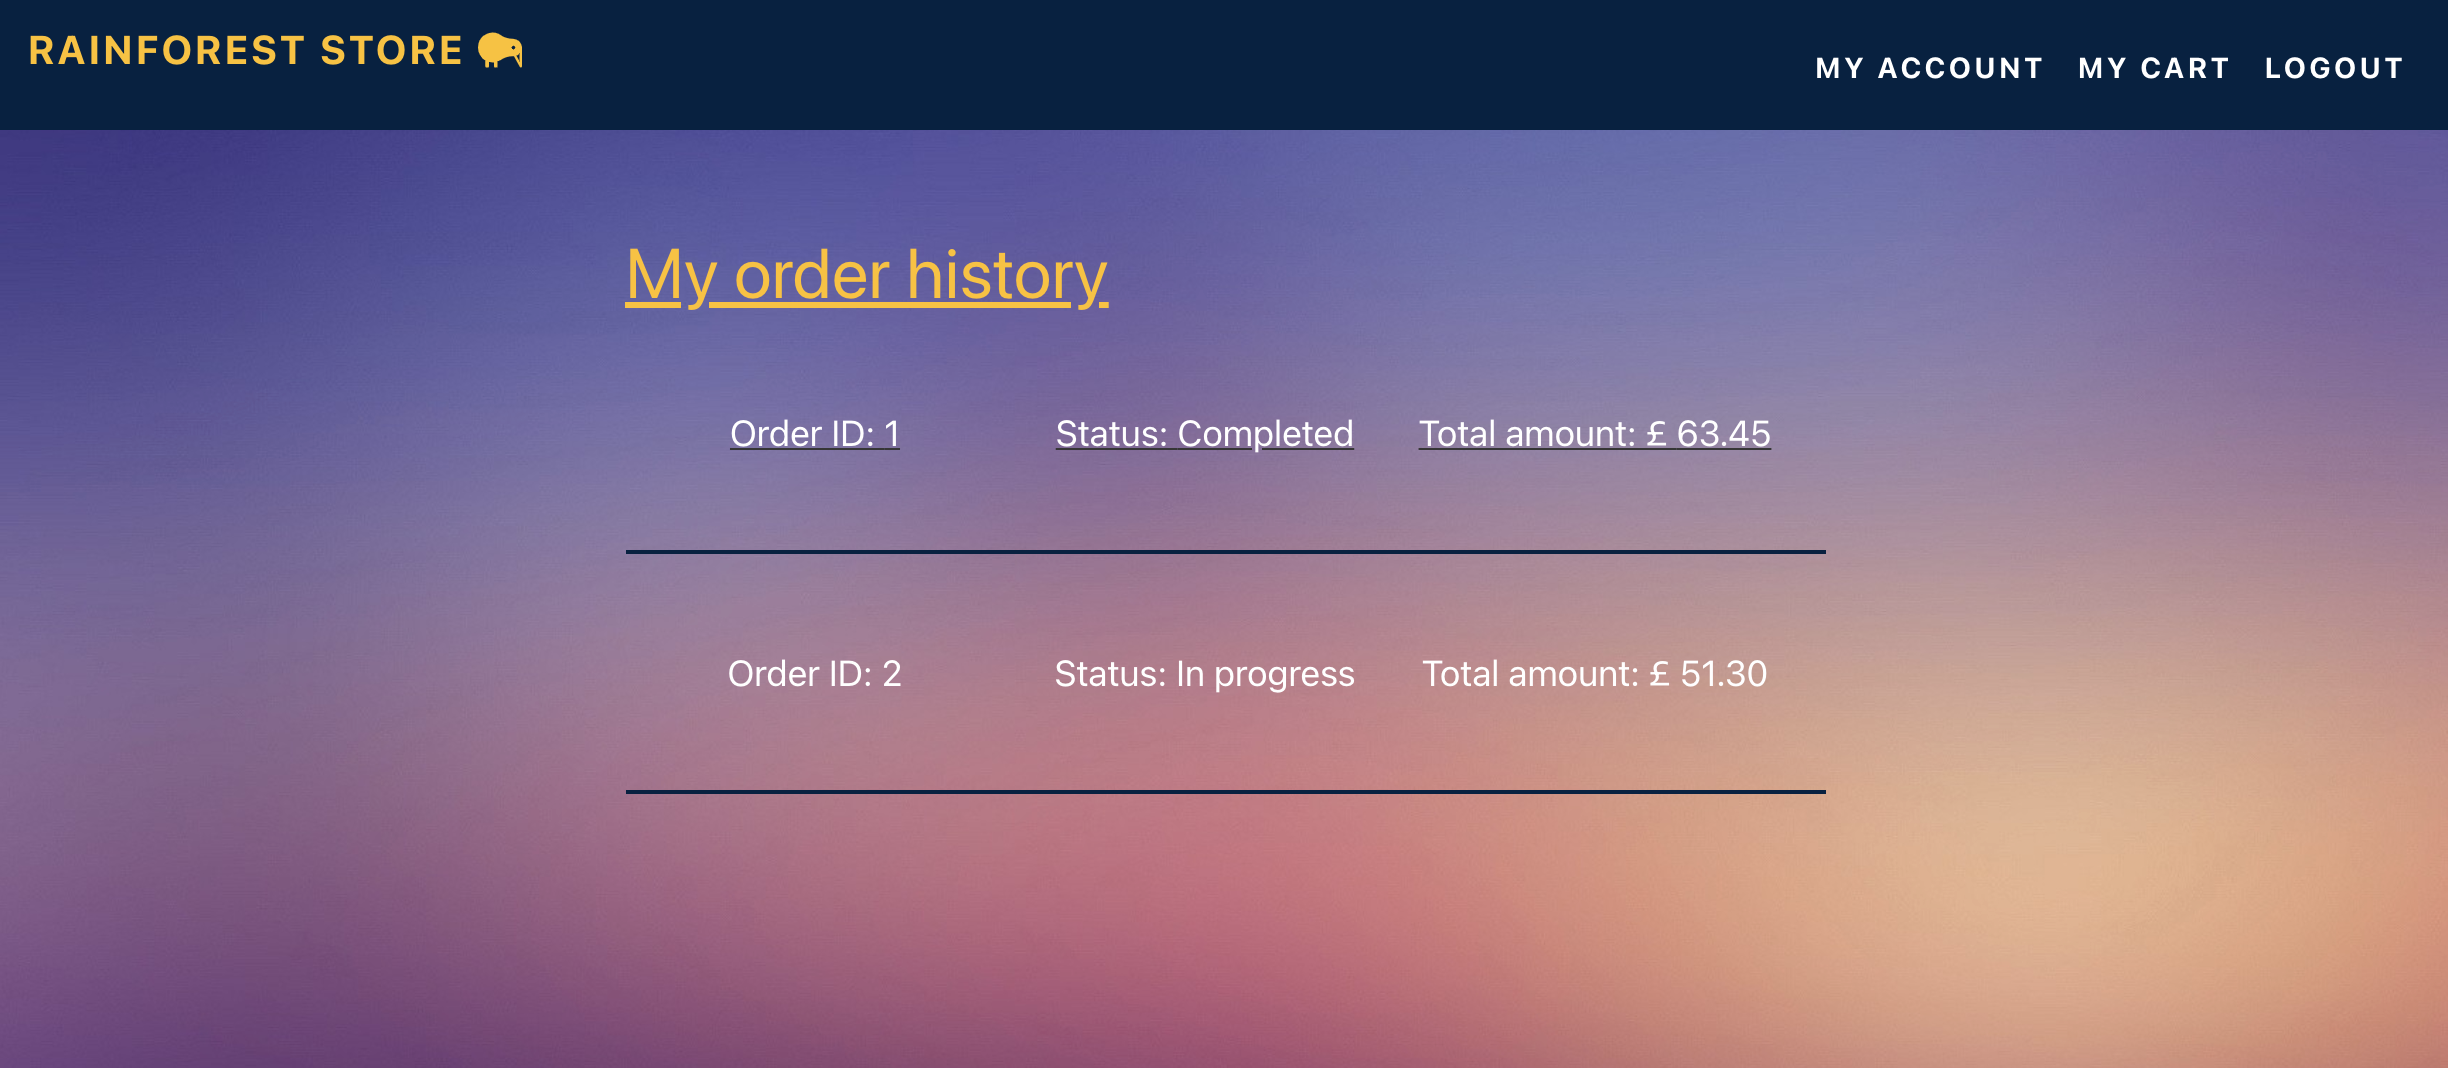 RAINFOREST STORE
MY ACCOUNT MY CART LOGOUT
My order history
Order ID: 1 Status: Completed Total amount: £ 63.45
Order ID: 2 Status: In progress Total amount: £ 51.30